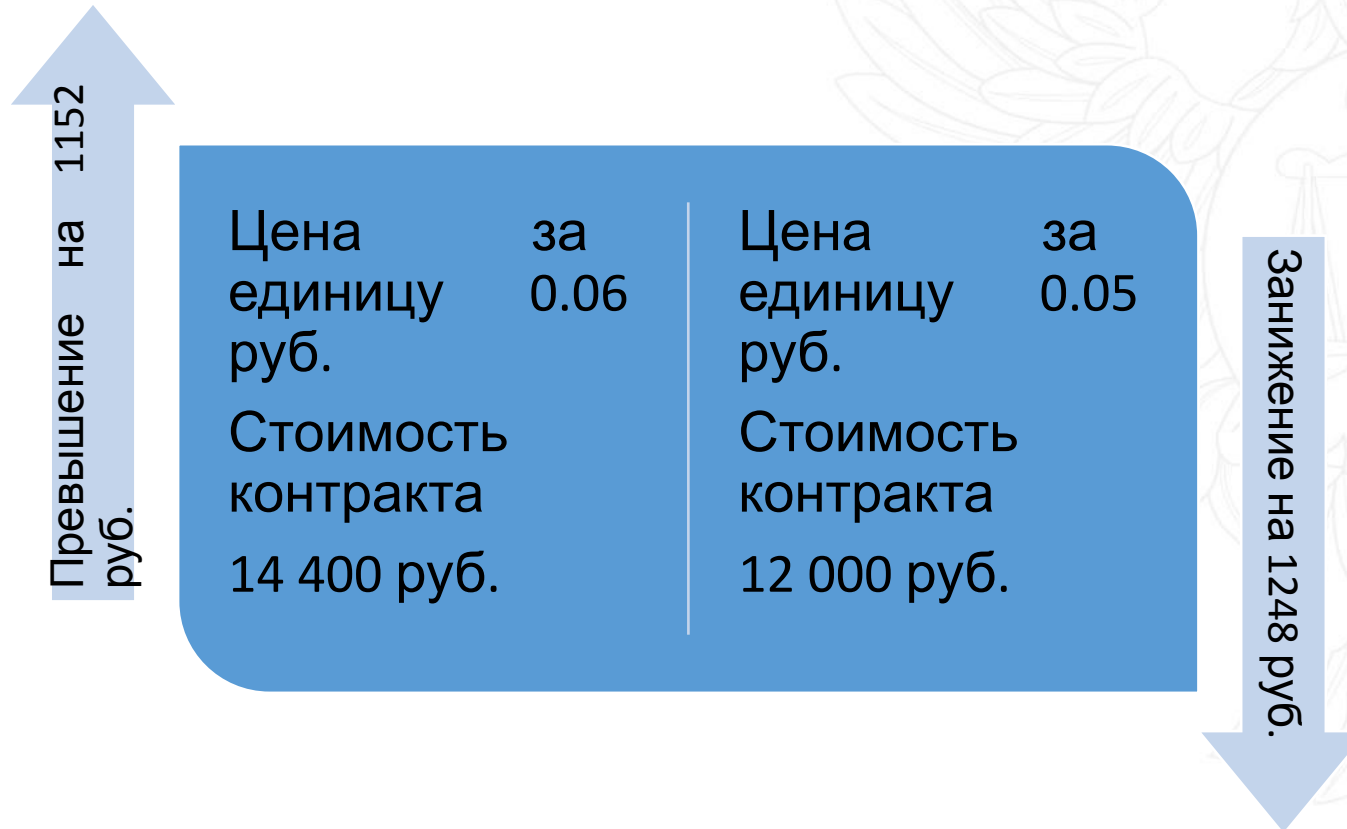 Превышение на 1152
руб.
Цена за
единицу 0.06
руб.
Стоимость
контракта
14 400 руб.
Цена за
единицу 0.05
руб.
Стоимость
контракта
12 000 руб.
Занижение на 1248 руб.